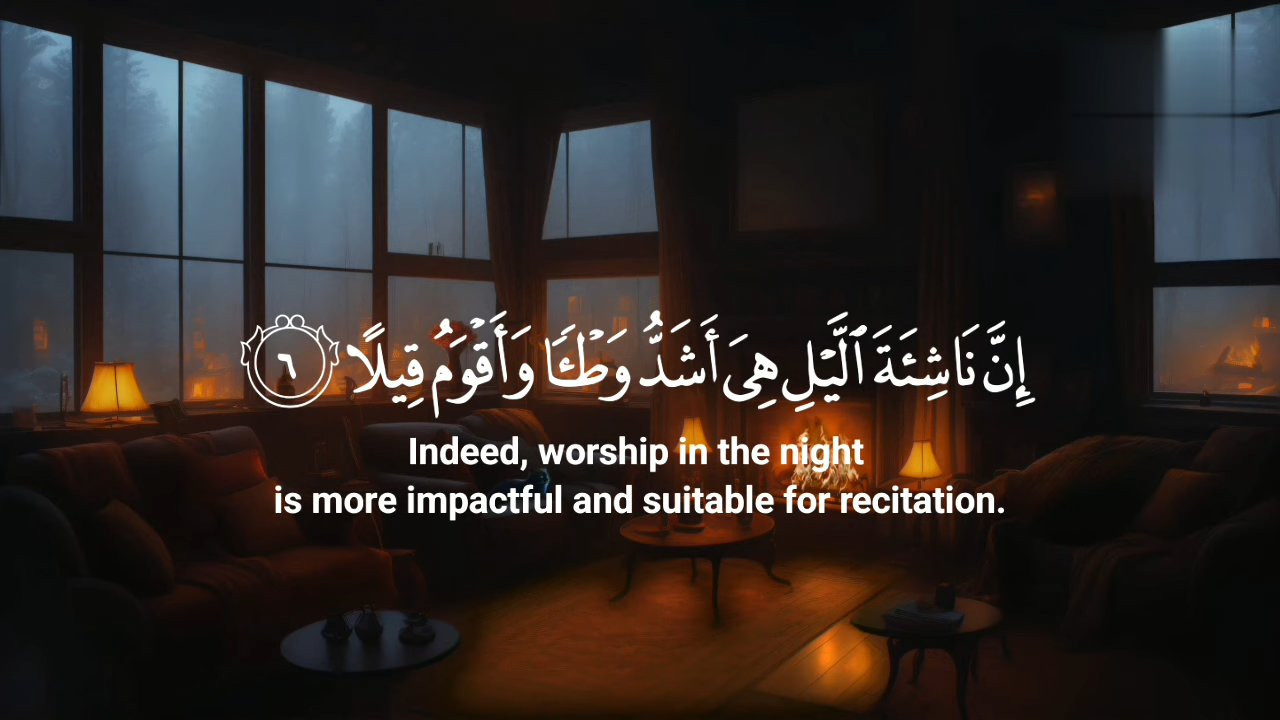 إِنَّ نَاشِئَةَ ٱلَّيْلِ هِىَ أَشَدُّ وَطْـًٔا وَأَقْوَمُ قِيلًا ٦
Indeed, worship in the night
is more impactful and suitable for recitation.